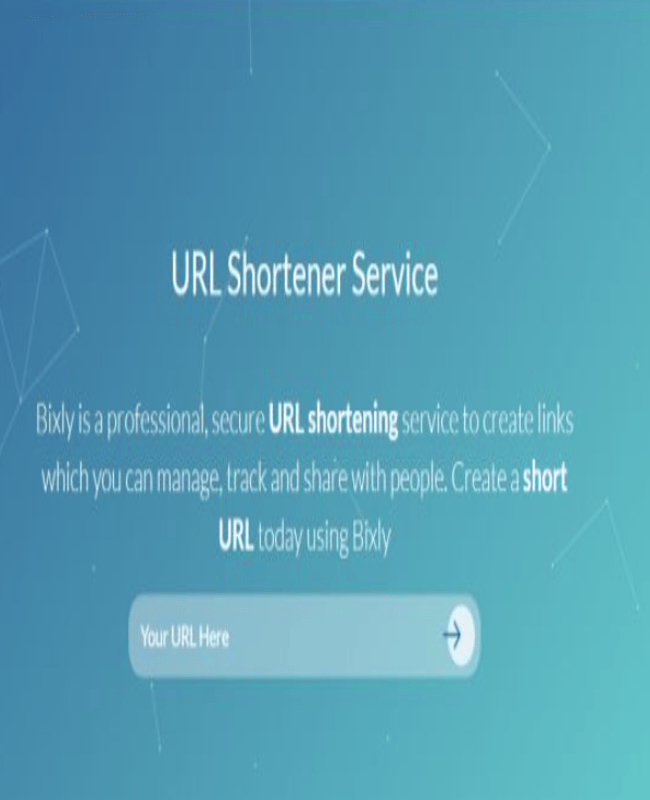 URL Shortener Service
Bixly is a professional, secure URL shortening service to create links
which you can manage, track and share with people. Create a short
URL today using Bixly
Your URL Here